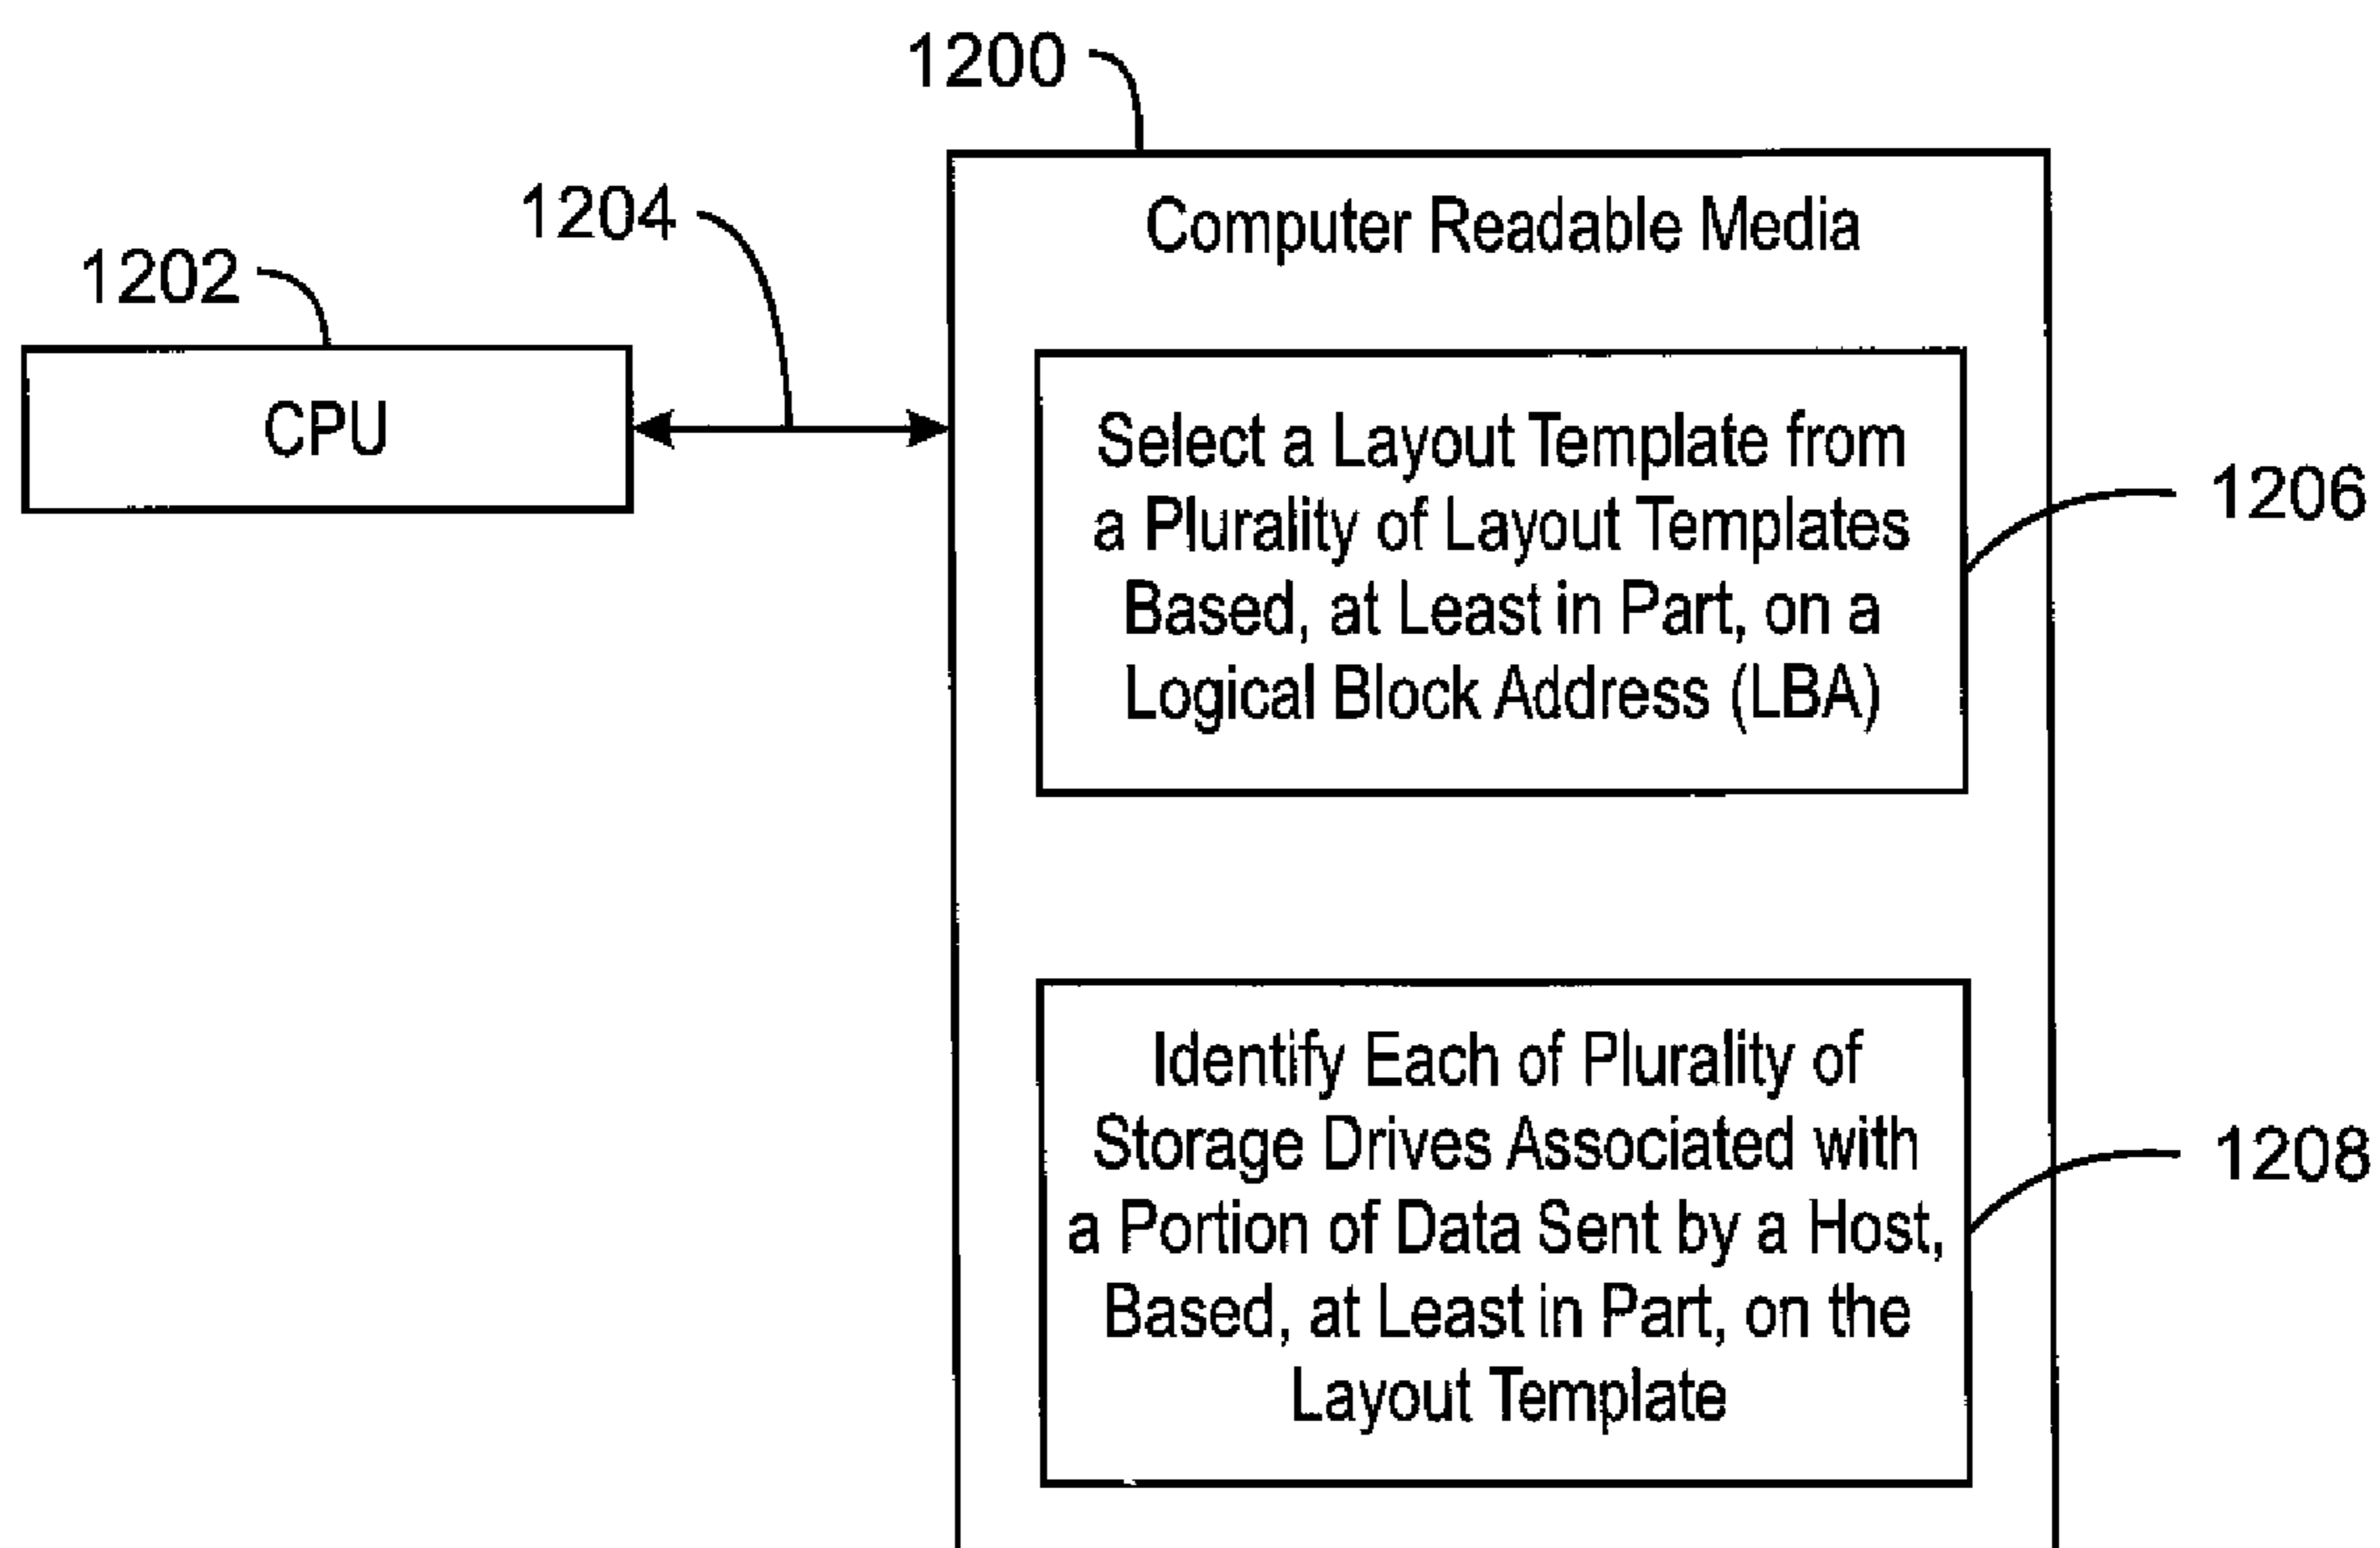 1200
Computer Readable Media
1204
1202
CPU
Select a Layout Template from
a Plurality of Layout Templates
Based, at Least in Part, on a
Logical Block Address (LBA)
1206
Identify Each of Plurality of
Storage Drives Associated with
a Portion of Data Sent by a Host,
Based, at Least in Part, on the
Layout Template
1208